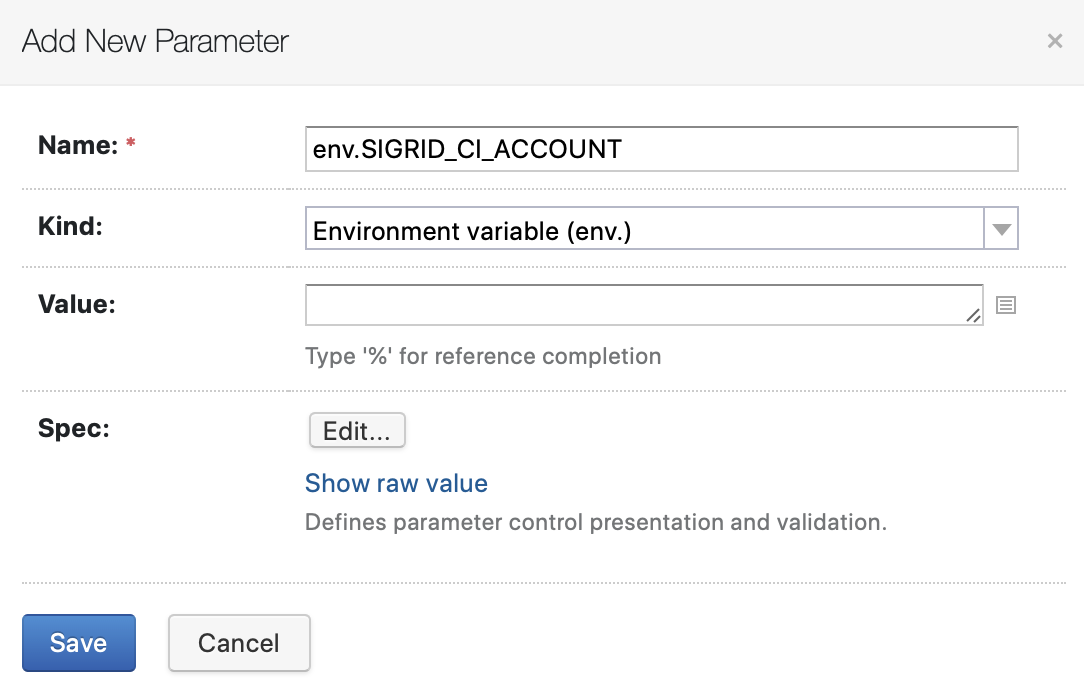 Add New Parameter
×
Name: *
env.SIGRID_CI_ACCOUNT
Kind:
Environment variable (env.)
Value:
Type '%' for reference completion
Spec:
Edit...
Show raw value
Defines parameter control presentation and validation.
Save
Cancel